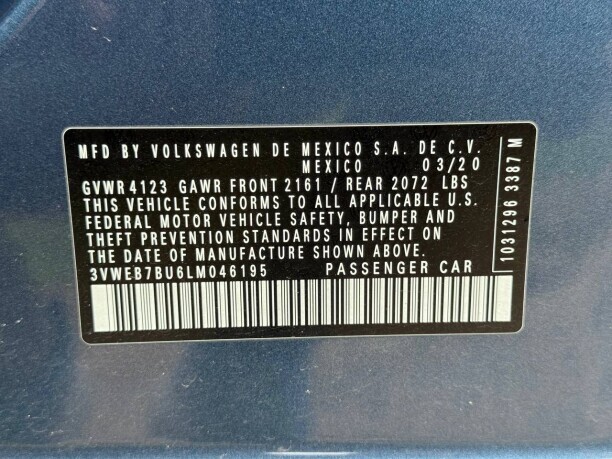 MFD BY VOLKSWAGEN DE MEXICO S.A. DE C.V.
MEXICO 03/20
GVWR 4123 GAWR FRONT 2161 / REAR 2072 LBS
THIS VEHICLE CONFORMS TO ALL APPLICABLE U.S.
FEDERAL MOTOR VEHICLE SAFETY, BUMPER AND
THEFT PREVENTION STANDARDS IN EFFECT ON
THE DATE OF MANUFACTURE SHOWN ABOVE.
3VWEB7BU6LM046195 PASSENGER CAR
1031296 3387 M